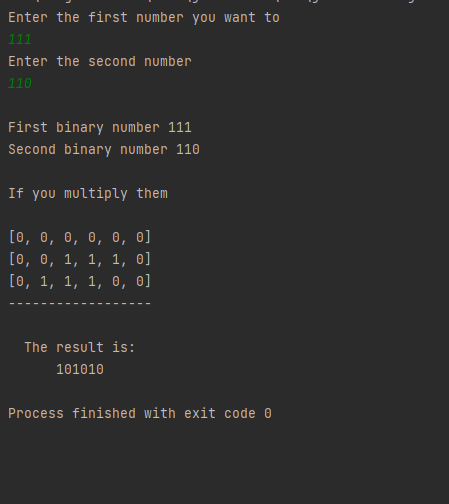 Enter the first number you want to
111
Enter the second number
110
First binary number 111
Second binary number 110
If you multiply them
[0, 0, 0, 0, 0, 0]
[0, 0, 1, 1, 1, 0]
[0, 1, 1, 1, 0, 0]
------------------
The result is:
101010
Process finished with exit code 0